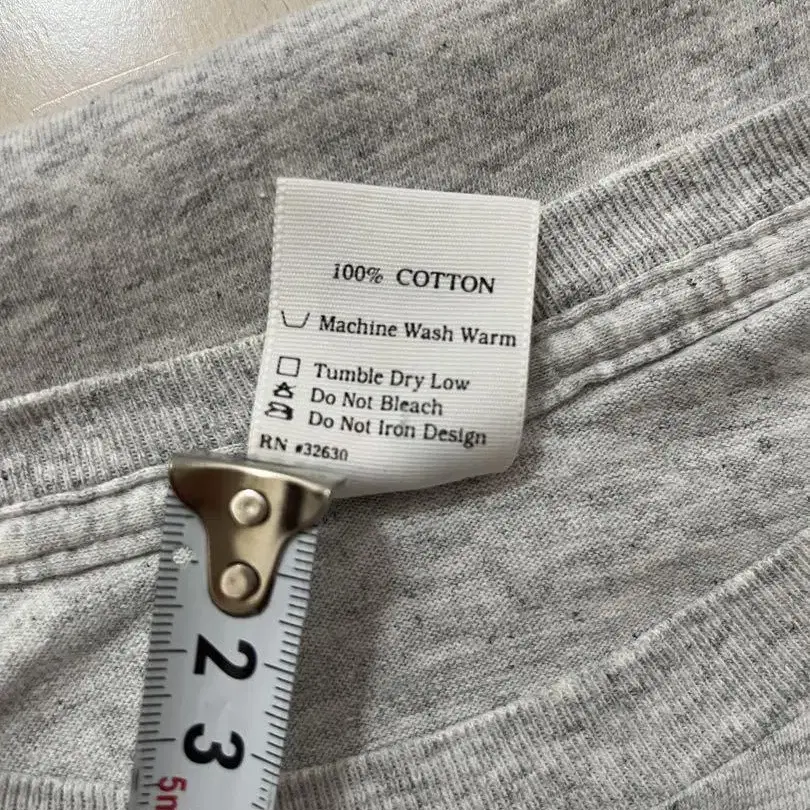 100% COTTON
Machine Wash Warm
Tumble Dry Low
Do Not Bleach
Do Not Iron Design
RN #32630
2
3
5m